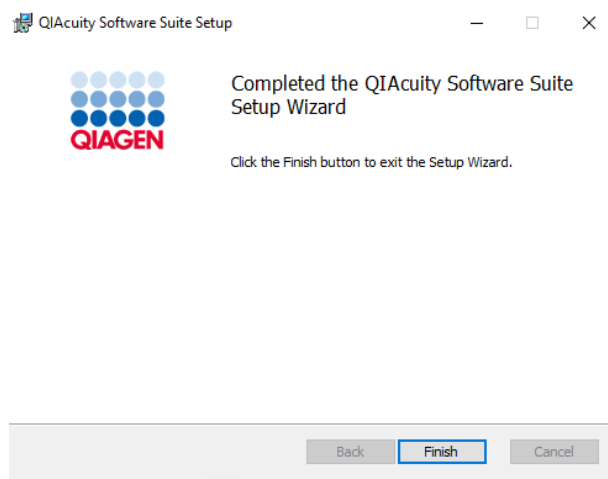 QIAcuity Software Suite Setup
QIAGEN
Completed the QIAcuity Software Suite
Setup Wizard
Click the Finish button to exit the Setup Wizard.
Back
Finish
Cancel